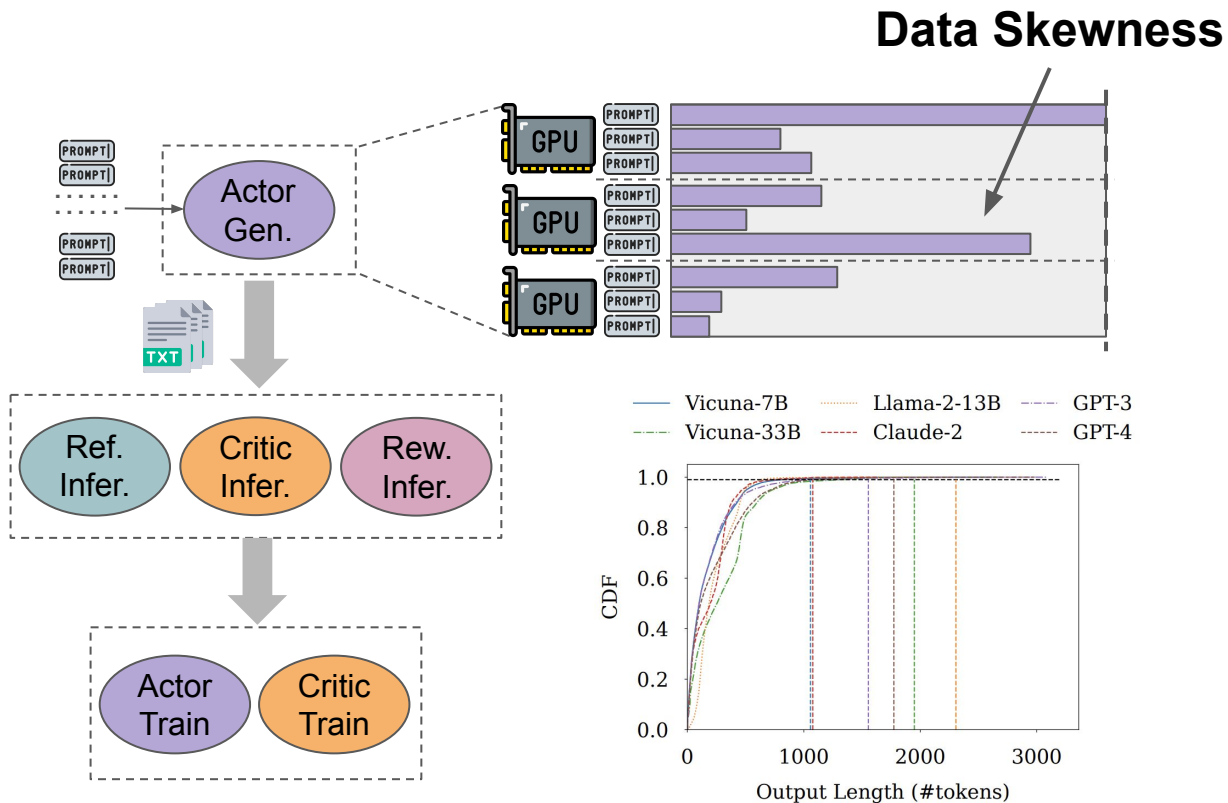 Data Skewness
PROMPT|
PROMPT|
PROMPT|
PROMPT|
Actor
Gen.
GPU
PROMPT|
PROMPT|
PROMPT|
GPU
PROMPT|
PROMPT|
PROMPT|
GPU
PROMPT|
PROMPT|
PROMPT|
TXT
Ref.
Infer.
Critic
Infer.
Rew.
Infer.
Actor
Train
Critic
Train
Vicuna-7B
Llama-2-13B
GPT-3
Vicuna-33B
Claude-2
GPT-4
1.0
0.8
0.6
0.4
0.2
0.0
CDF
0
1000
2000
3000
Output Length (#tokens)